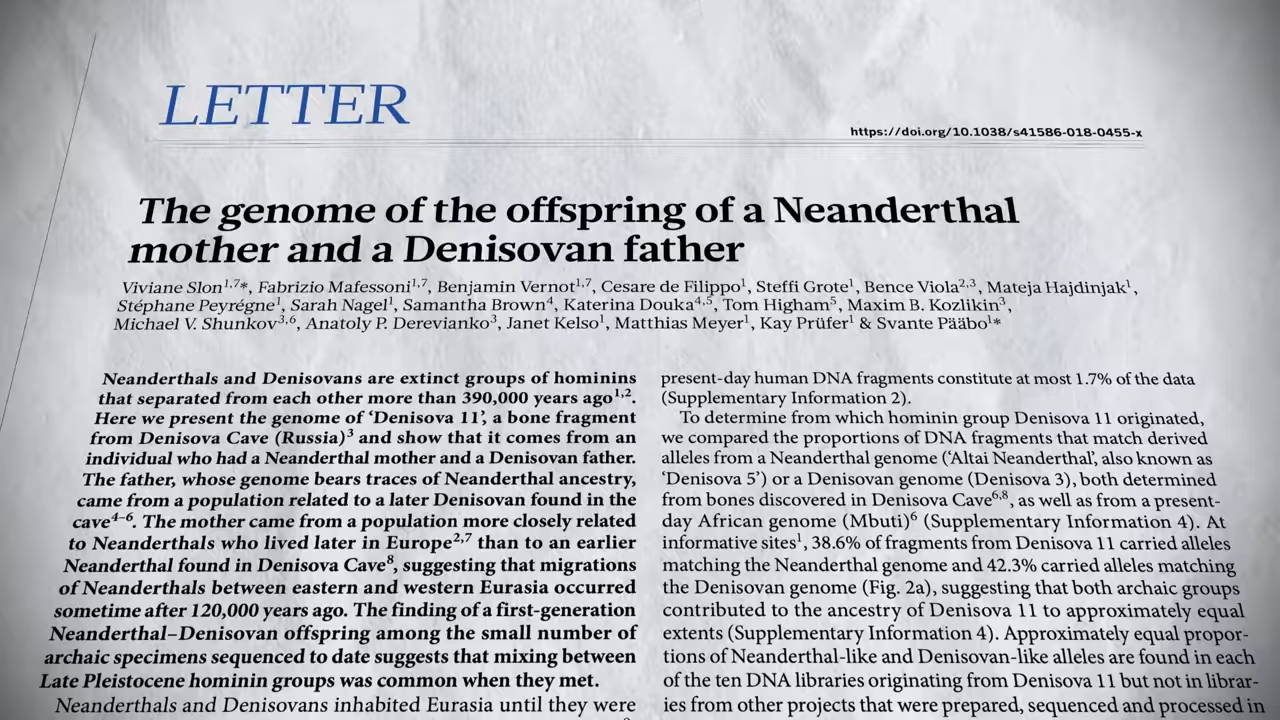 LETTER
https://doi.org/10.1038/s41586-018-0455-x
The genome of the offspring of a Neanderthal
mother and a Denisovan father
Viviane Slon1,7*, Fabrizio Mafessoni1,7, Benjamin Vernot1,7, Cesare de Filippo1, Steffi Grote1, Bence Viola2,3, Mateja Hajdinjak1,
Stéphane Peyrégne1, Sarah Nagel1, Samantha Brown4, Katerina Douka4,5, Tom Higham5, Maxim B. Kozlikin3,
Michael V. Shunkov3,6, Anatoly P. Derevianko3, Janet Kelso1, Matthias Meyer1, Kay Prüfer1 & Svante Pääbo1*
Neanderthals and Denisovans are extinct groups of hominins
that separated from each other more than 390,000 years ago1,2.
Here we present the genome of ‘Denisova 11’, a bone fragment
from Denisova Cave (Russia)3 and show that it comes from an
individual who had a Neanderthal mother and a Denisovan father.
The father, whose genome bears traces of Neanderthal ancestry,
came from a population related to a later Denisovan found in the
cave4–6. The mother came from a population more closely related
to Neanderthals who lived later in Europe2,7 than to an earlier
Neanderthal found in Denisova Cave8, suggesting that migrations
of Neanderthals between eastern and western Eurasia occurred
sometime after 120,000 years ago. The finding of a first-generation
Neanderthal–Denisovan offspring among the small number of
archaic specimens sequenced to date suggests that mixing between
Late Pleistocene hominin groups was common when they met.
Neanderthals and Denisovans inhabited Eurasia until they were
present-day human DNA fragments constitute at most 1.7% of the data
(Supplementary Information 2).
To determine from which hominin group Denisova 11 originated,
we compared the proportions of DNA fragments that match derived
alleles from a Neanderthal genome (‘Altai Neanderthal’, also known as
‘Denisova 5’) or a Denisovan genome (Denisova 3), both determined
from bones discovered in Denisova Cave6,8, as well as from a present-
day African genome (Mbuti)6 (Supplementary Information 4). At
informative sites1, 38.6% of fragments from Denisova 11 carried alleles
matching the Neanderthal genome and 42.3% carried alleles matching
the Denisovan genome (Fig. 2a), suggesting that both archaic groups
contributed to the ancestry of Denisova 11 to approximately equal
extents (Supplementary Information 4). Approximately equal propor-
tions of Neanderthal-like and Denisovan-like alleles are found in each
of the ten DNA libraries originating from Denisova 11 but not in librar-
ies from other projects that were prepared, sequenced and processed in